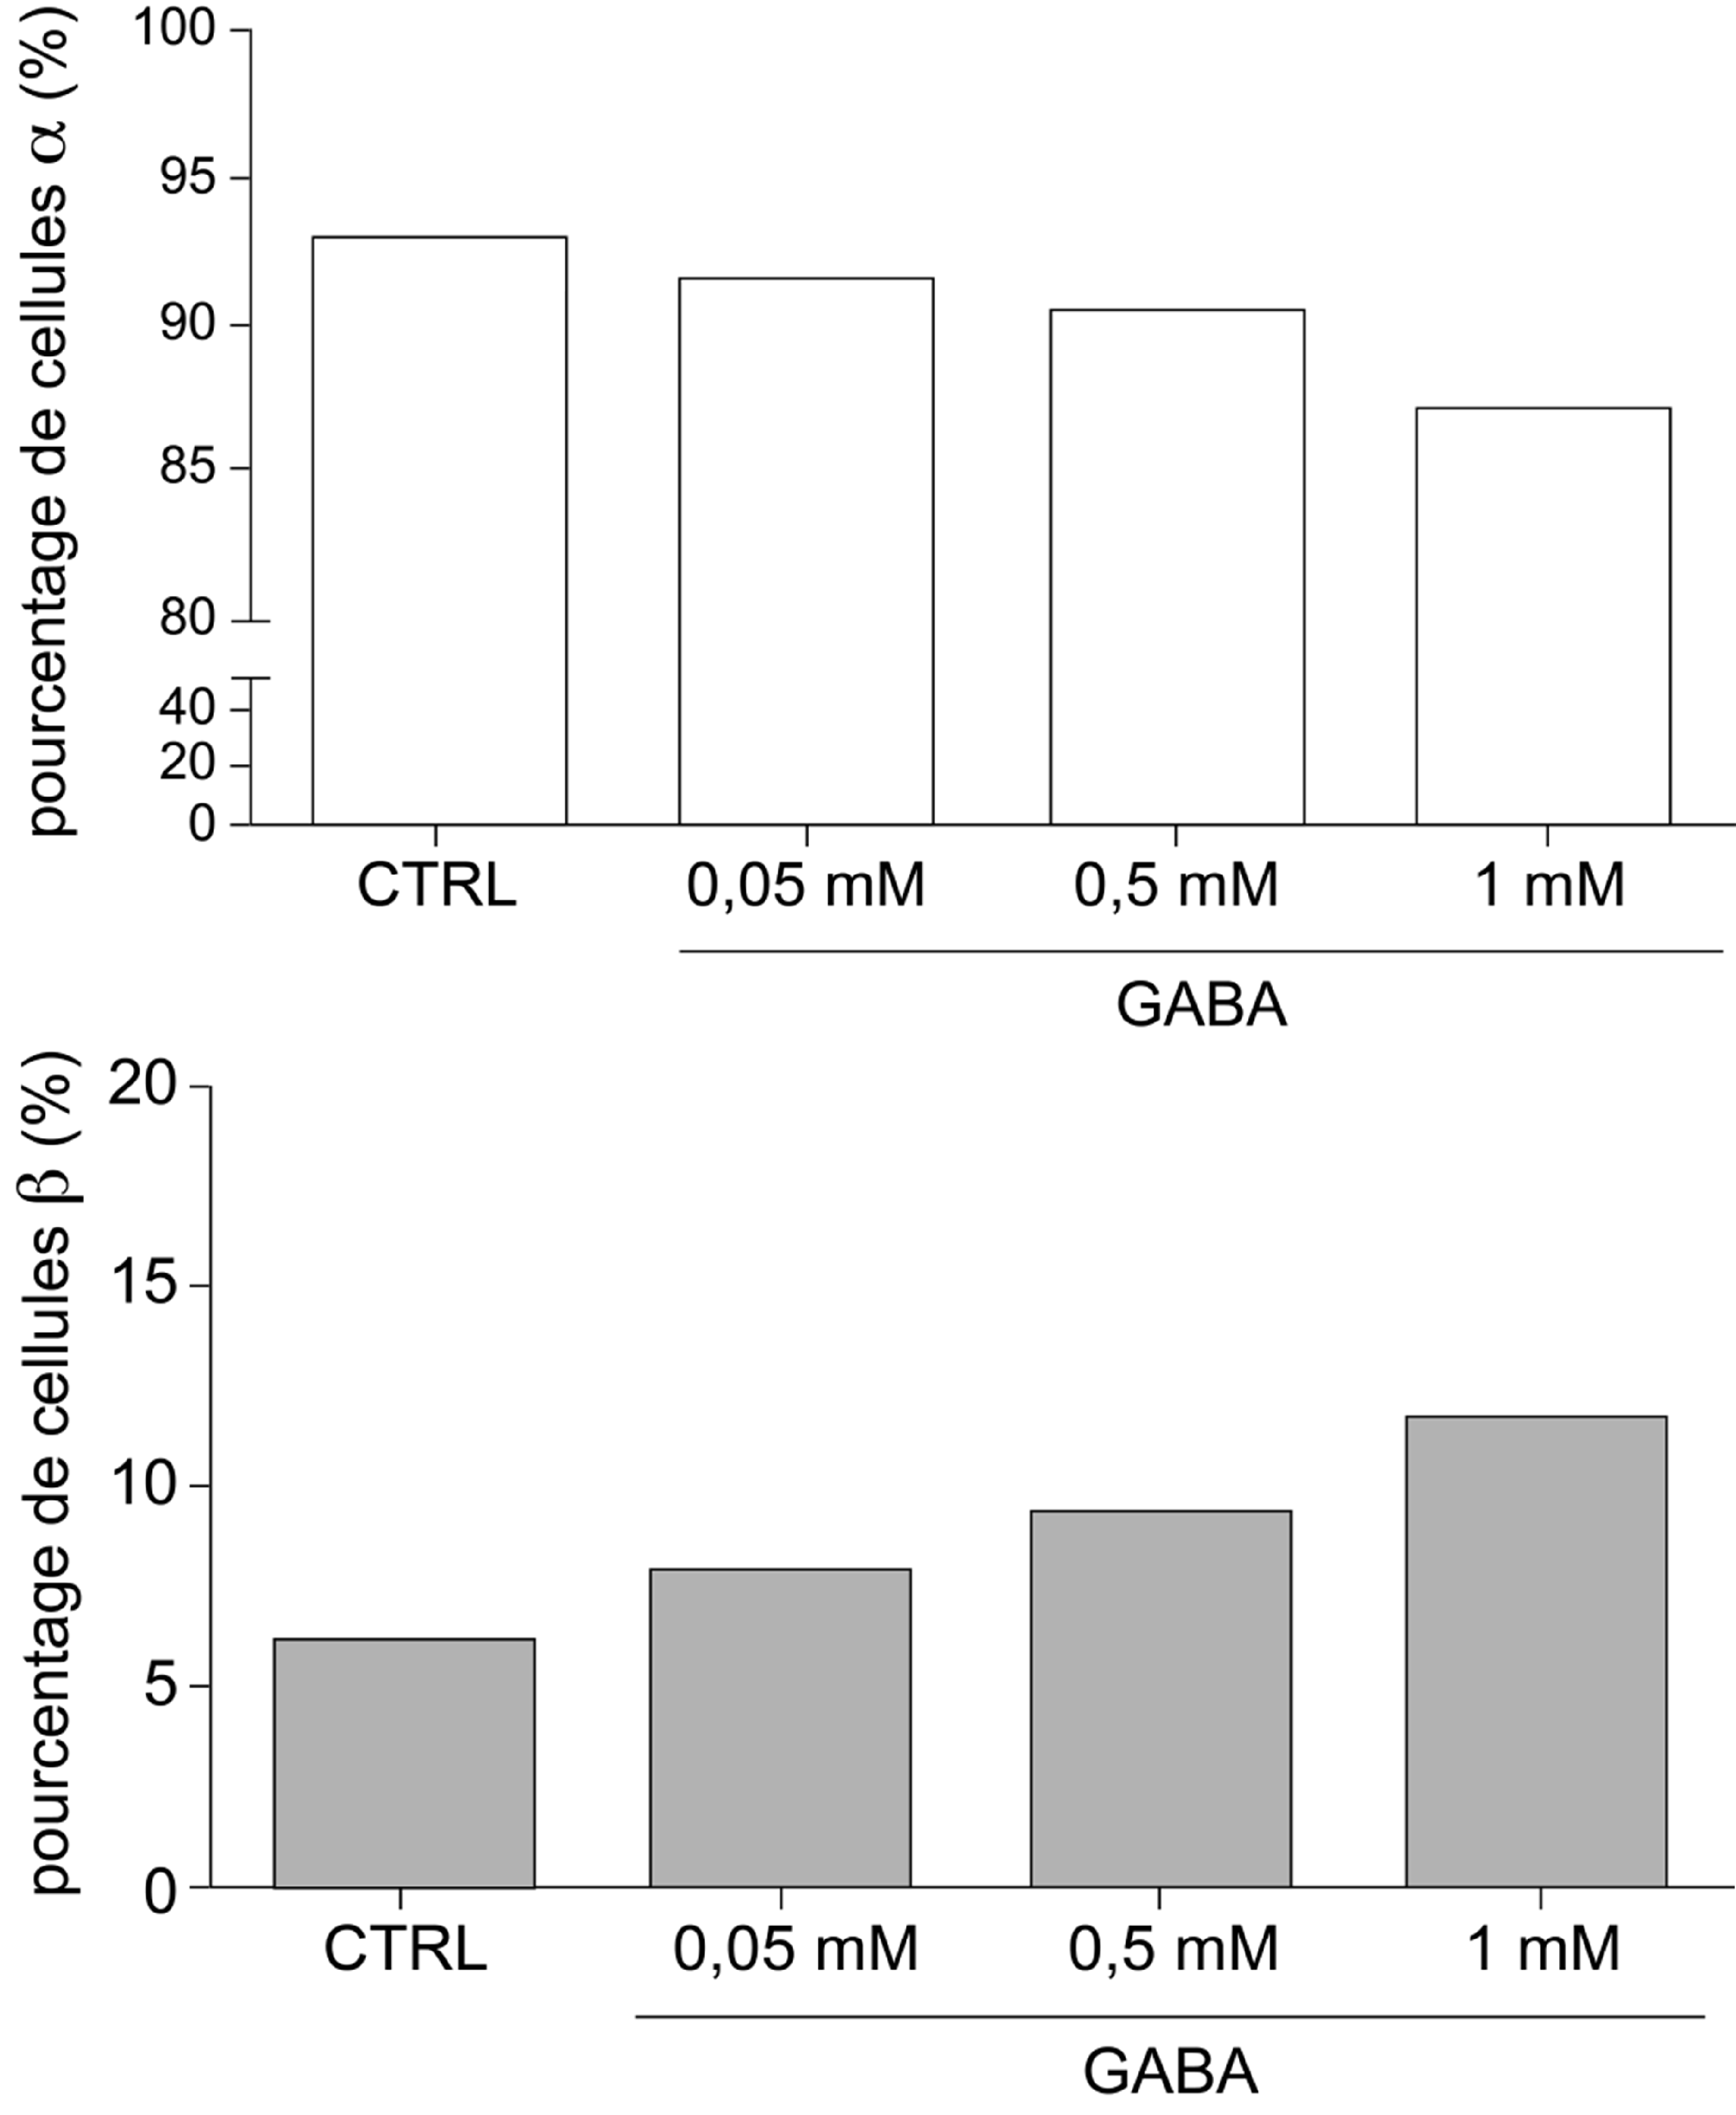 pourcentage de cellules α (%)
100
95
90
85
80
40
20
0
CTRL 0,05 mM 0,5 mM 1 mM
GABA
pourcentage de cellules β (%)
20
15
10
5
0
CTRL 0,05 mM 0,5 mM 1 mM
GABA